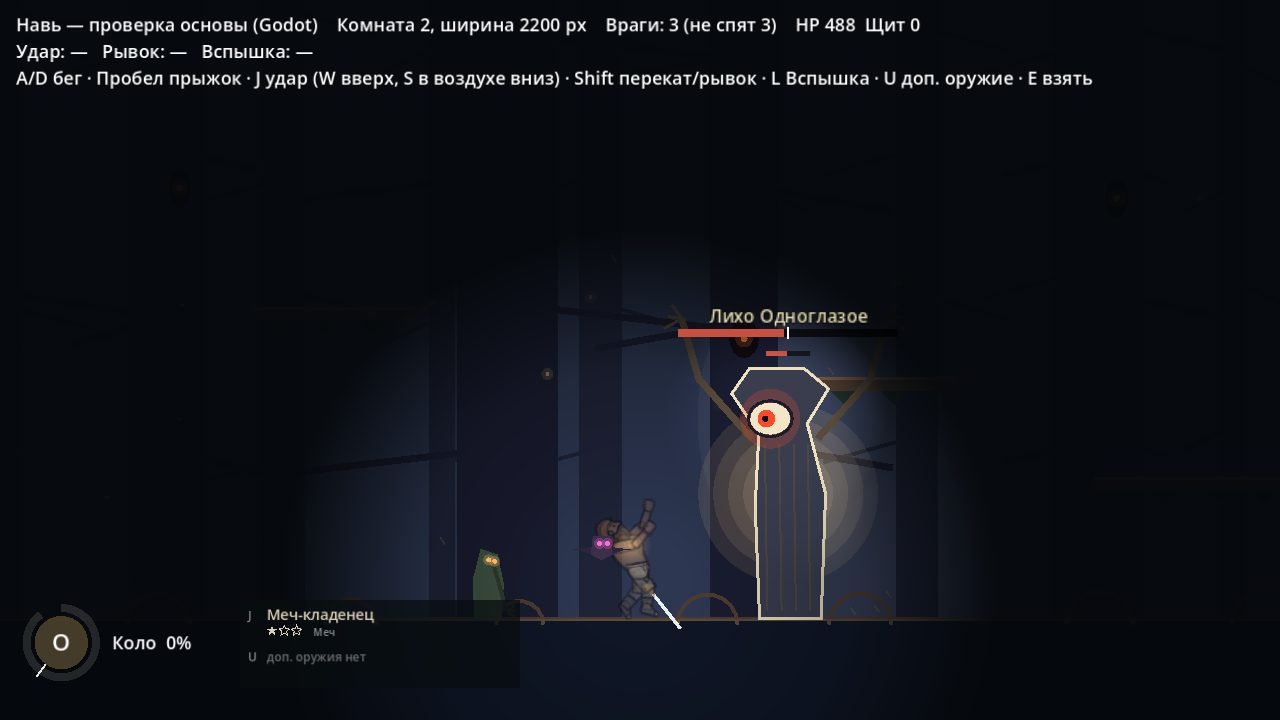 Навь — проверка основы (Godot) Комната 2, ширина 2200 px Враги: 3 (не спят 3) HP 488 Щит 0
Удар: — Рывок: — Вспышка: —
A/D бег · Пробел прыжок · J удар (W вверх, S в воздухе вниз) · Shift перекат/рывок · L Вспышка · U доп. оружие · E взять
Лихо Одноглазое
J Меч-кладенец
★☆☆ Меч
U доп. оружия нет
О Коло 0%